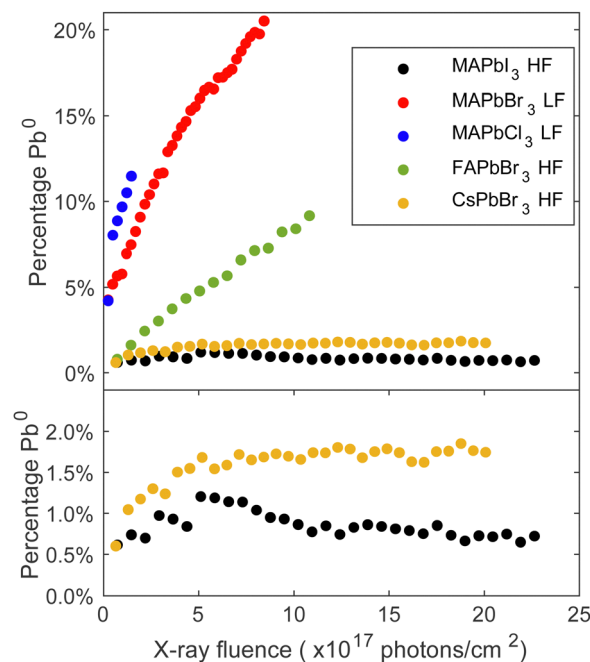 20%
15%
10%
5%
0%
Percentage Pb⁰
MAPbI₃ HF
MAPbBr₃ LF
MAPbCl₃ LF
FAPbBr₃ HF
CsPbBr₃ HF
2.0%
1.5%
1.0%
0.5%
0.0%
Percentage Pb⁰
0 5 10 15 20 25
X-ray fluence ( x10¹⁷ photons/cm ²)